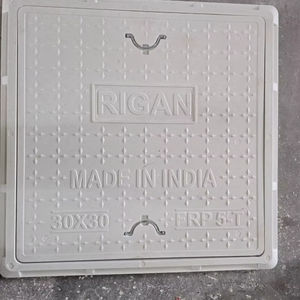 RIGAN
MADE IN INDIA
30X30 FRP 5-T